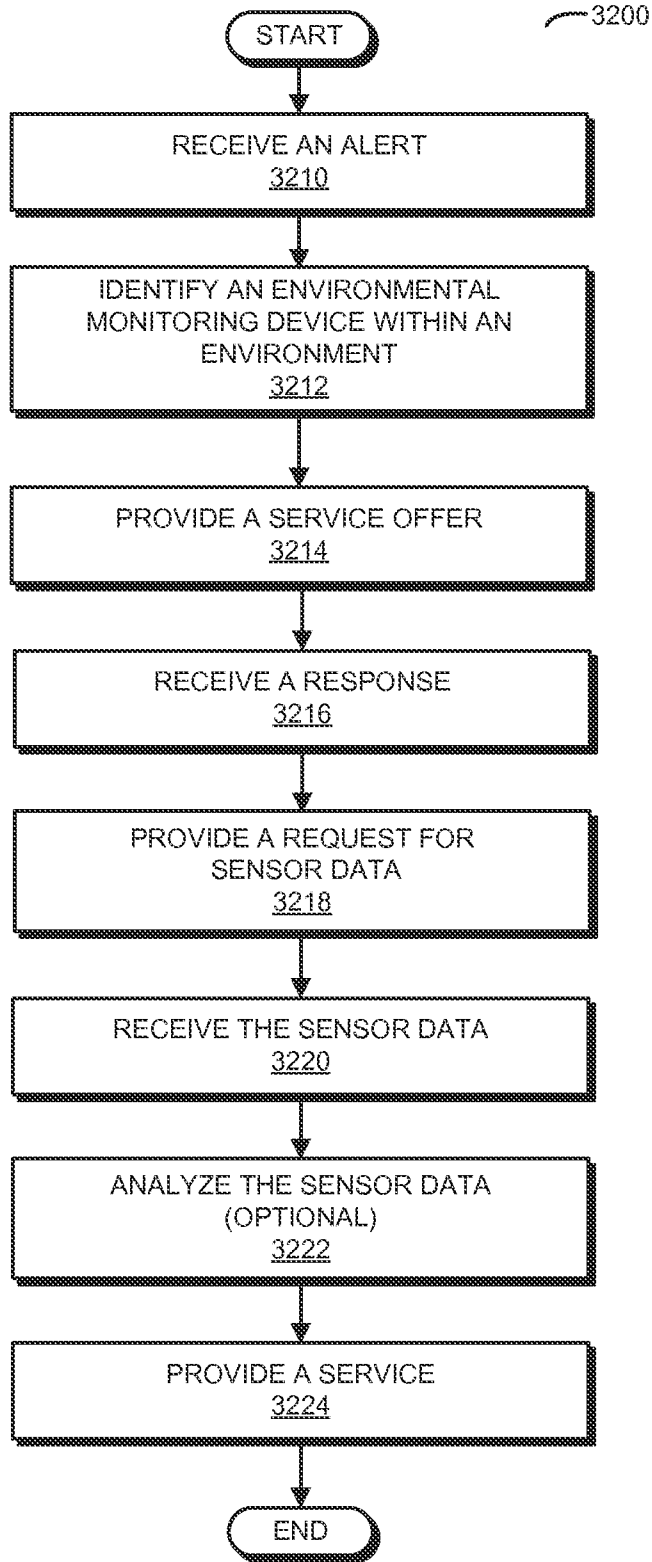 3200
START
RECEIVE AN ALERT
3210
IDENTIFY AN ENVIRONMENTAL
MONITORING DEVICE WITHIN AN
ENVIRONMENT
3212
PROVIDE A SERVICE OFFER
3214
RECEIVE A RESPONSE
3216
PROVIDE A REQUEST FOR
SENSOR DATA
3218
RECEIVE THE SENSOR DATA
3220
ANALYZE THE SENSOR DATA
(OPTIONAL)
3222
PROVIDE A SERVICE
3224
END